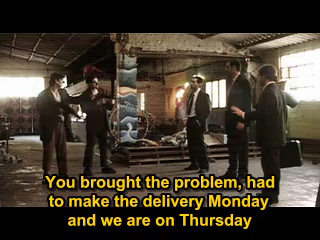 You brought the problem, had
to make the delivery Monday
and we are on Thursday